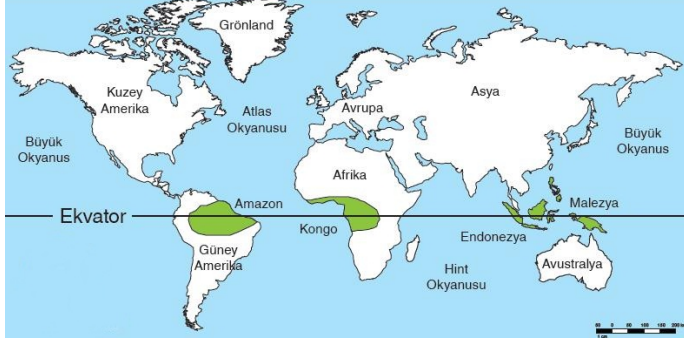 Grönland
Kuzey
Amerika
Atlas
Okyanusu
Avrupa
Asya
Büyük
Okyanus
Büyük
Okyanus
Afrika
Amazon
Malezya
Ekvator
Kongo
Endonezya
Güney
Amerika
Hint
Okyanusu
Avustralya